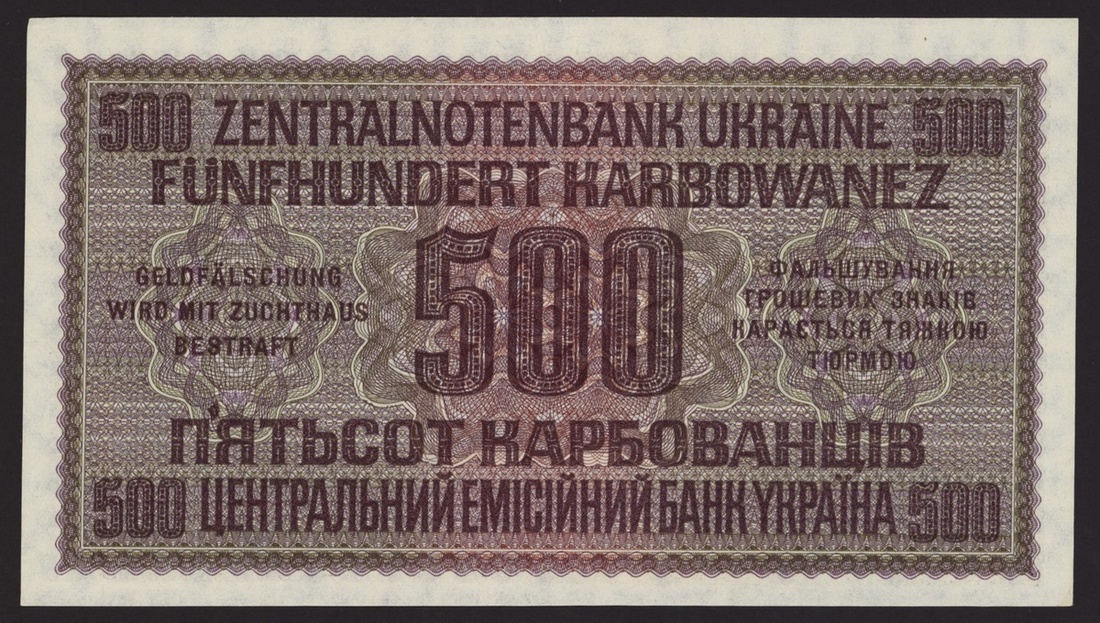 500 ZENTRALNOTENBANK UKRAINE 500
FÜNFHUNDERT KARBOWANEZ
GELDFÄLSCHUNG
WIRD MIT ZUCHTHAUS
BESTRAFT
500
ФАЛЬШУВАННЯ
ГРОШЕВИХ ЗНАКІВ
КАРАЄТЬСЯ ТЯЖКОЮ
ТЮРМОЮ
П'ЯТЬСОТ КАРБОВАНЦІВ
500 ЦЕНТРАЛЬНИЙ ЕМІСІЙНИЙ БАНК УКРАЇНА 500